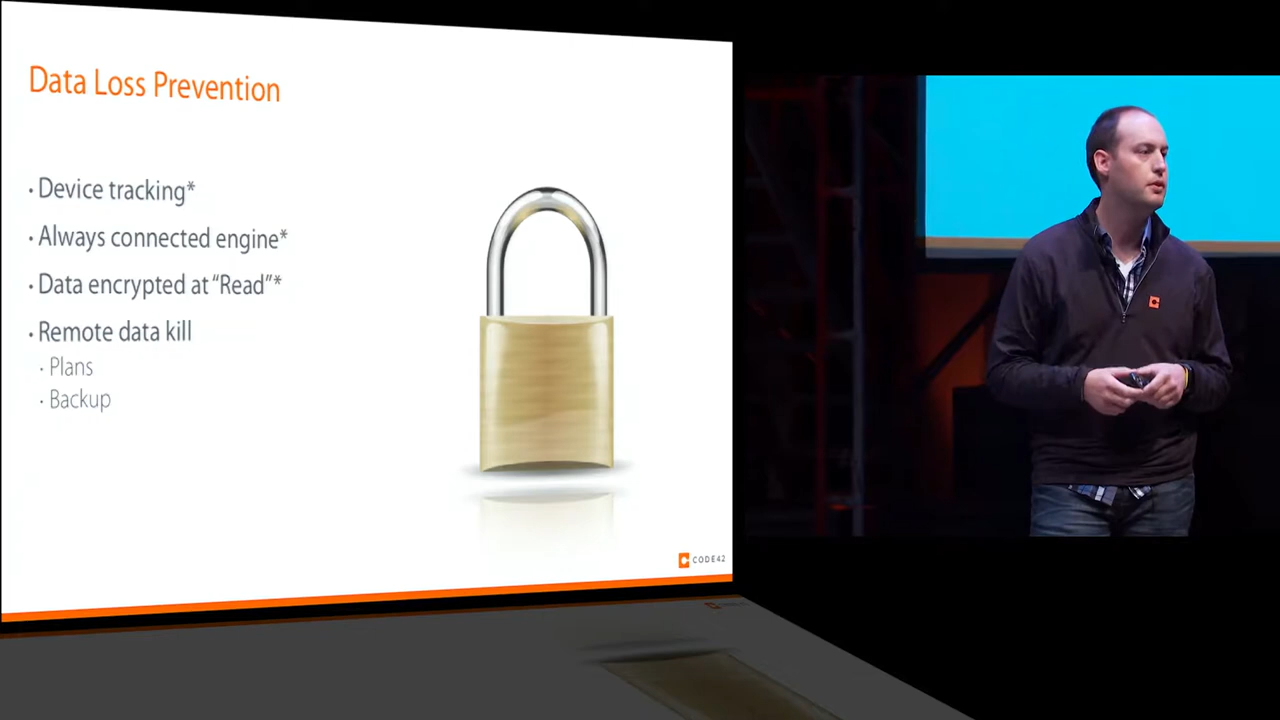 Data Loss Prevention
· Device tracking*
· Always connected engine*
· Data encrypted at “Read”*
· Remote data kill
· Plans
· Backup
CODE42